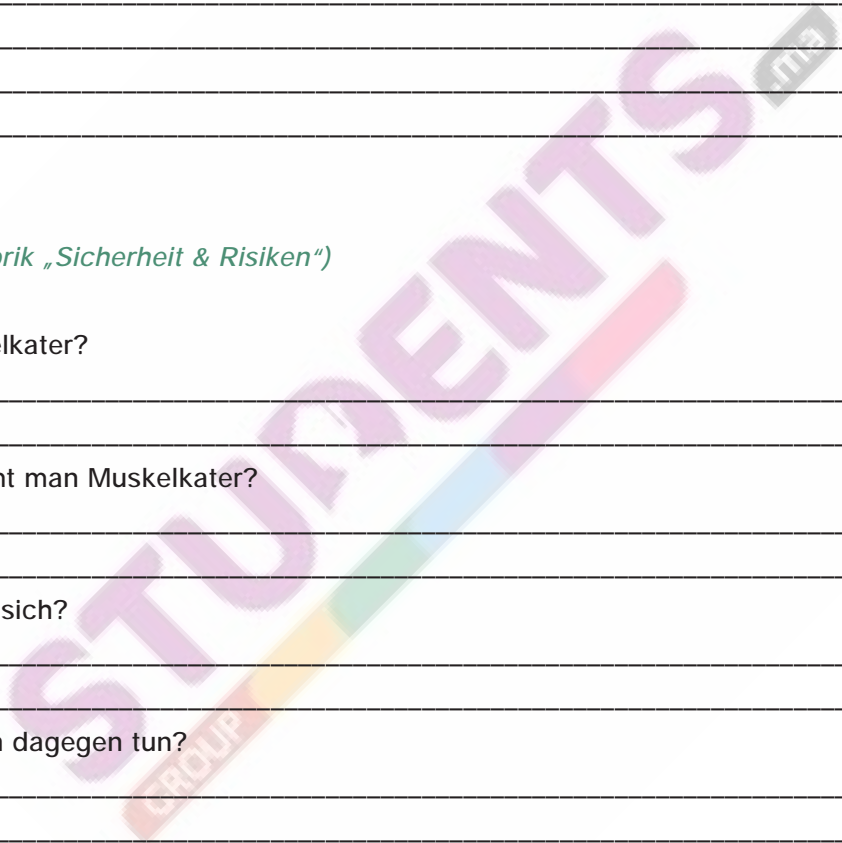 rik „Sicherheit & Risiken“)
lkater?
nt man Muskelkater?
sich?
dagegen tun?
STUDENTS
.ma
GROUP